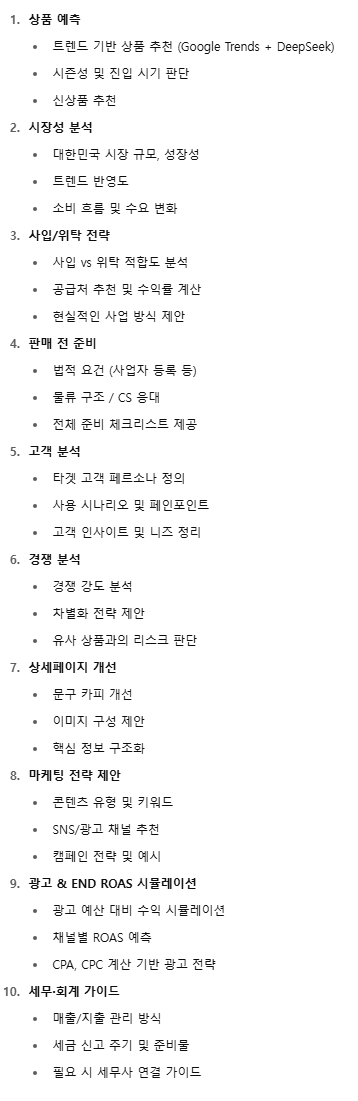 1. 상품 예측
• 트렌드 기반 상품 추천 (Google Trends + DeepSeek)
• 시즌성 및 진입 시기 판단
• 신상품 추천
2. 시장성 분석
• 대한민국 시장 규모, 성장성
• 트렌드 반영도
• 소비 흐름 및 수요 변화
3. 사입/위탁 전략
• 사입 vs 위탁 적합도 분석
• 공급처 추천 및 수익률 계산
• 현실적인 사업 방식 제안
4. 판매 전 준비
• 법적 요건 (사업자 등록 등)
• 물류 구조 / CS 응대
• 전체 준비 체크리스트 제공
5. 고객 분석
• 타겟 고객 페르소나 정의
• 사용 시나리오 및 페인포인트
• 고객 인사이트 및 니즈 정리
6. 경쟁 분석
• 경쟁 강도 분석
• 차별화 전략 제안
• 유사 상품과의 리스크 판단
7. 상세페이지 개선
• 문구 카피 개선
• 이미지 구성 제안
• 핵심 정보 구조화
8. 마케팅 전략 제안
• 콘텐츠 유형 및 키워드
• SNS/광고 채널 추천
• 캠페인 전략 및 예시
9. 광고 & END ROAS 시뮬레이션
• 광고 예산 대비 수익 시뮬레이션
• 채널별 ROAS 예측
• CPA, CPC 계산 기반 광고 전략
10. 세무·회계 가이드
• 매출/지출 관리 방식
• 세금 신고 주기 및 준비물
• 필요 시 세무사 연결 가이드